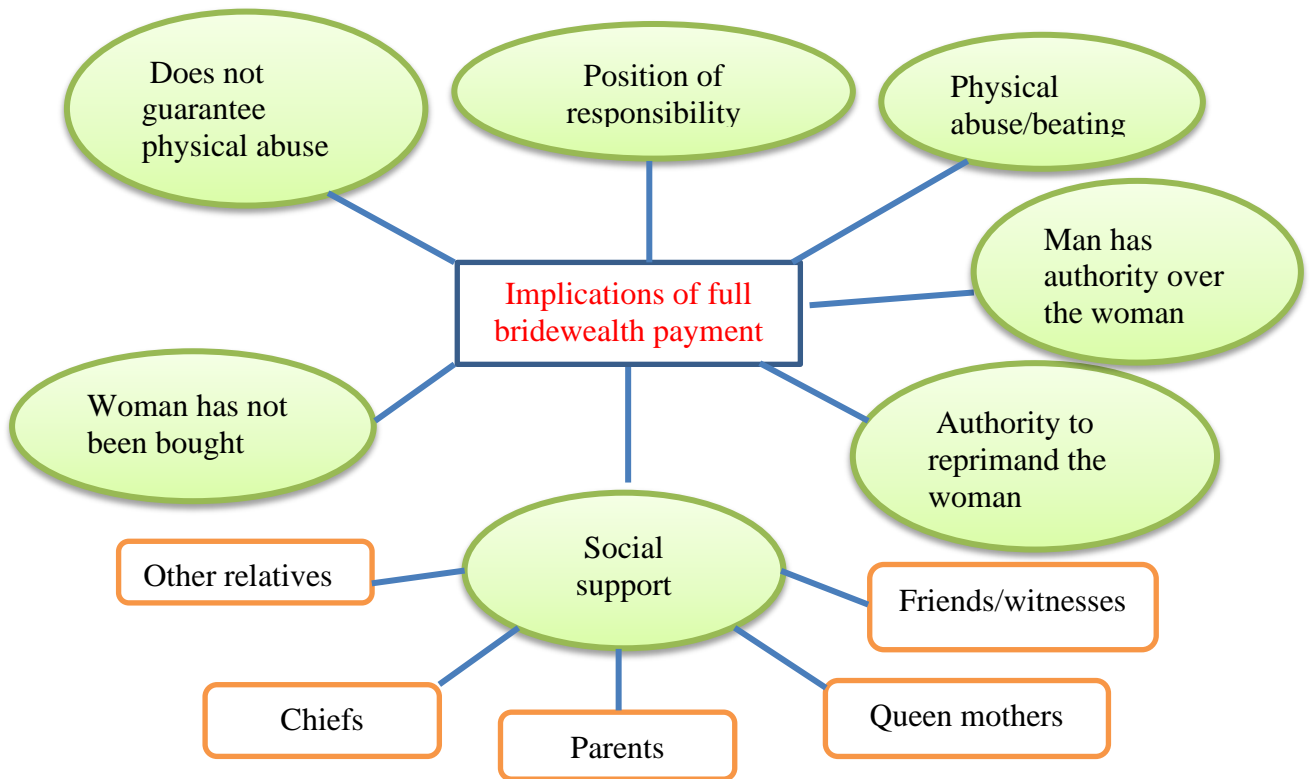 Does not
guarantee
physical abuse
Position of
responsibility
Physical
abuse/beating
Implications of full
bridewealth payment
Man has
authority over
the woman
Woman has not
been bought
Authority to
reprimand the
woman
Social
support
Other relatives
Friends/witnesses
Chiefs
Parents
Queen mothers